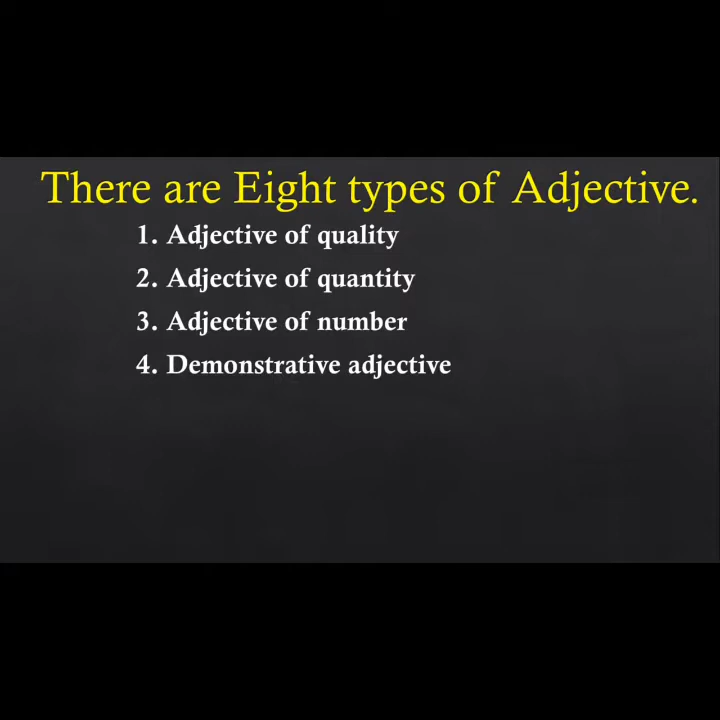 There are Eight types of Adjective.
1. Adjective of quality
2. Adjective of quantity
3. Adjective of number
4. Demonstrative adjective